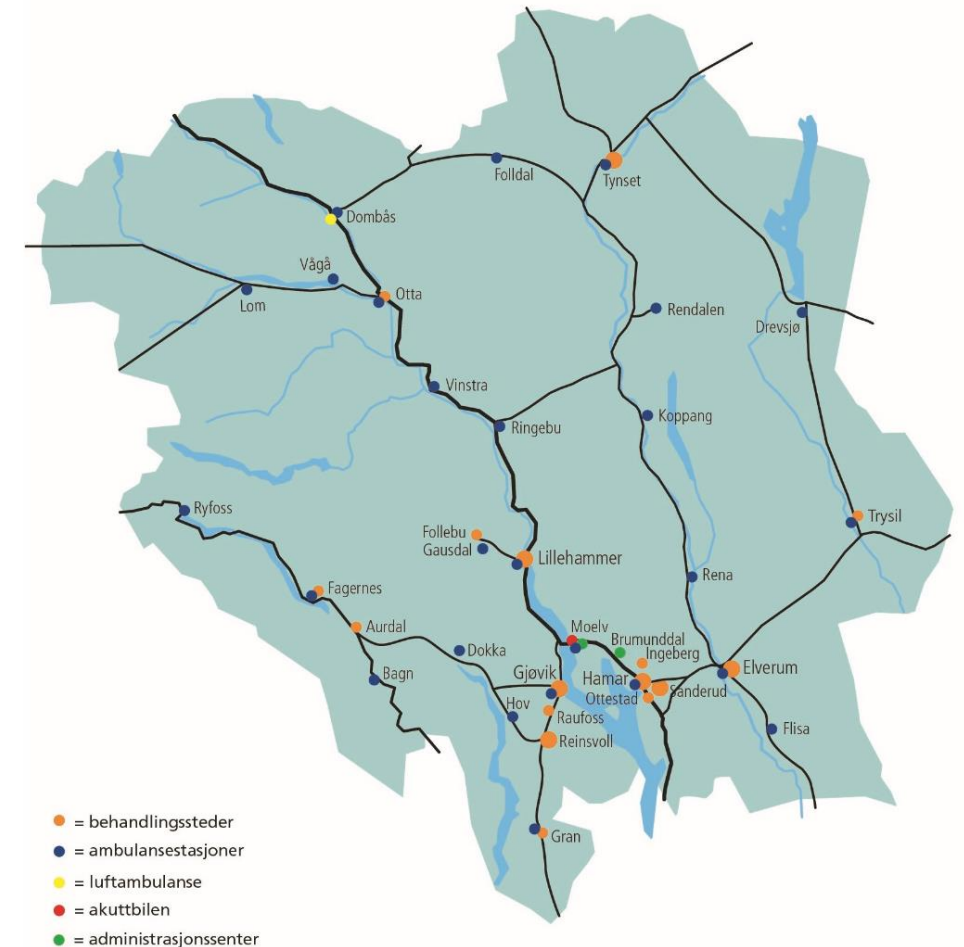 Folldal
Tynset
Dombås
Vågå
Otta
Lom
Rendalen
Drevsjø
Vinstra
Koppang
Ringebu
Ryfoss
Trysil
Follebu
Gausdal
Lillehammer
Rena
Fagernes
Aurdal
Moelv
Brumunddal
Ingeberg
Dokka
Elverum
Bagn
Gjøvik
Hamar
Sanderud
Ottestad
Hov
Raufoss
Flisa
Reinsvoll
Gran
= behandlingssteder
= ambulansestasjoner
= luftambulanse
= akuttbilen
= administrasjonssenter